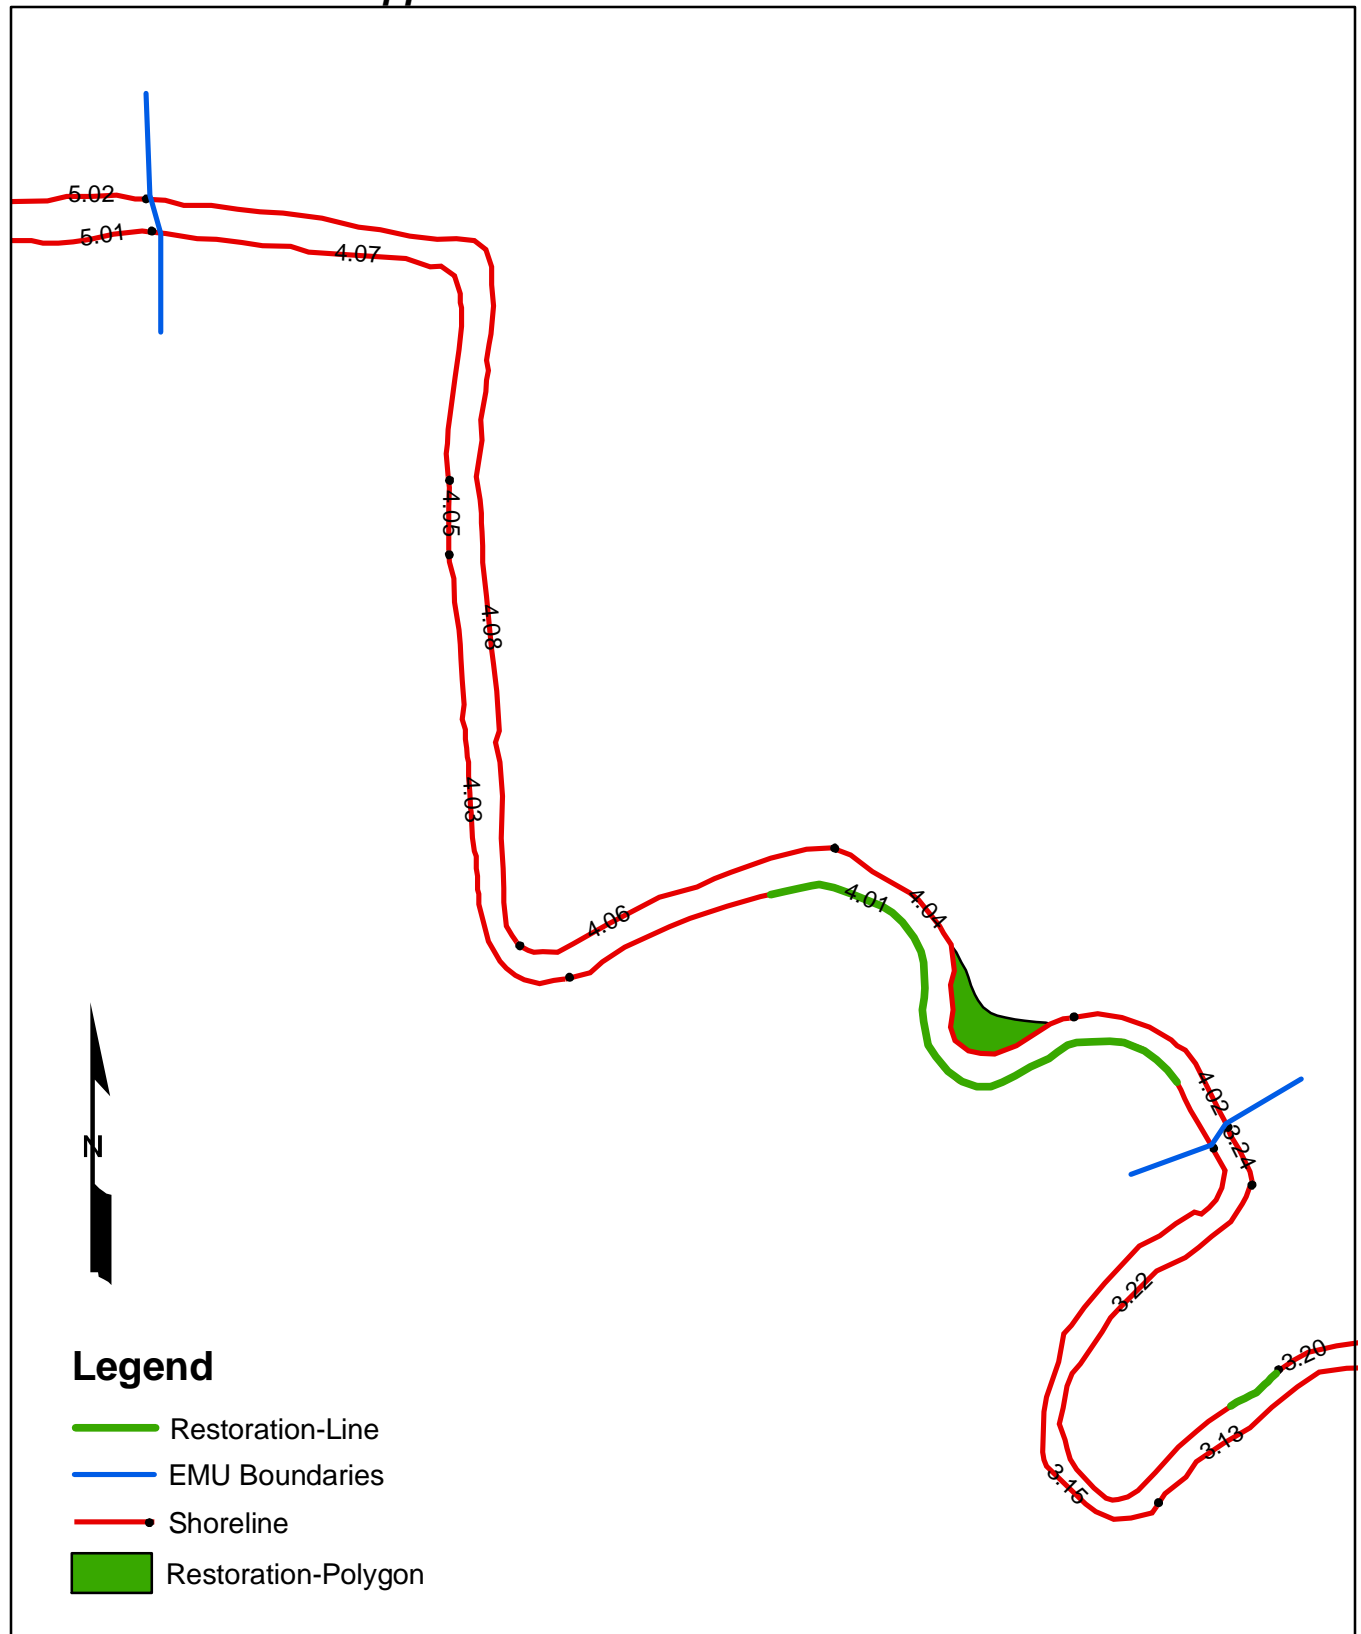 5.02
5.01
4.07
4.05
4.08
4.03
4.06
4.01
4.04
4.02
3.24
3.22
3.20
3.13
3.15
N
Legend
Restoration-Line
EMU Boundaries
Shoreline
Restoration-Polygon